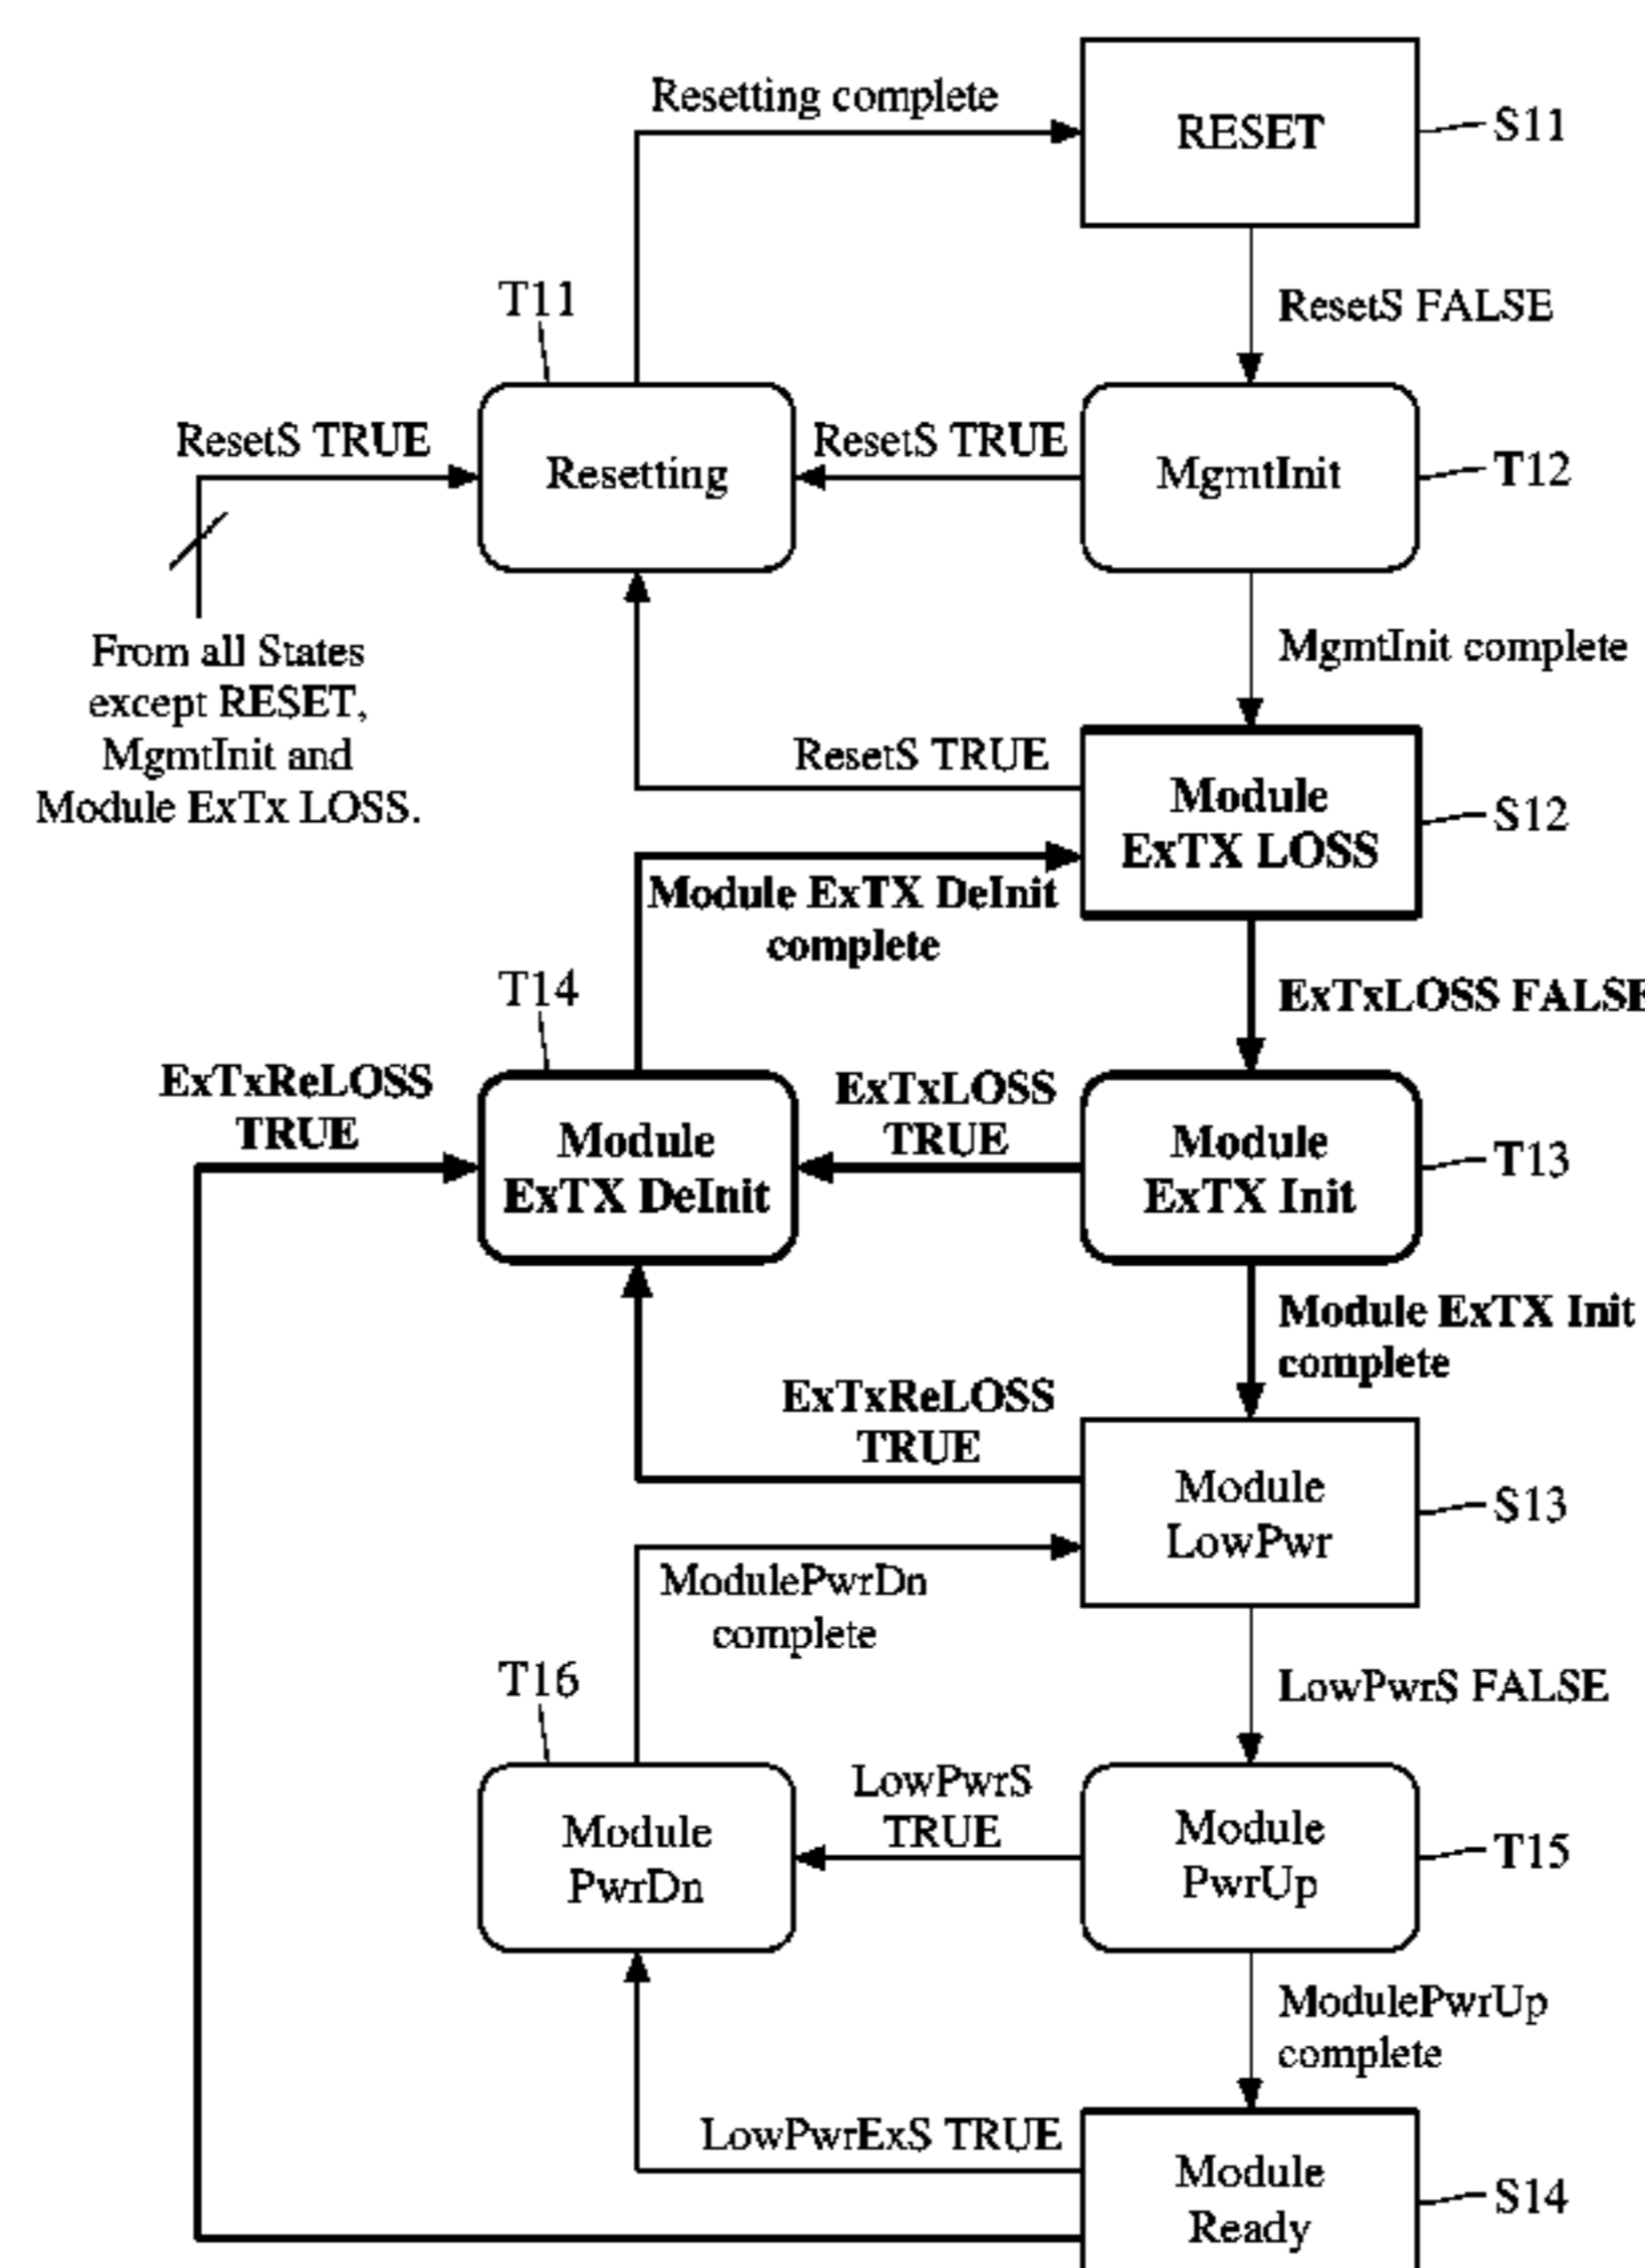 Resetting complete
RESET
S11
ResetS FALSE
T11
ResetS TRUE
Resetting
ResetS TRUE
MgmtInit
T12
From all States
except RESET,
MgmtInit and
Module ExTx LOSS.
MgmtInit complete
ResetS TRUE
Module
ExTX LOSS
S12
Module ExTX DeInit
complete
T14
ExTxLOSS FALSE
ExTxReLOSS
TRUE
Module
ExTX DeInit
ExTxLOSS
TRUE
Module
ExTX Init
T13
Module ExTX Init
complete
ExTxReLOSS
TRUE
Module
LowPwr
S13
ModulePwrDn
complete
T16
LowPwrS FALSE
Module
PwrDn
LowPwrS
TRUE
Module
PwrUp
T15
ModulePwrUp
complete
LowPwrExS TRUE
Module
Ready
S14